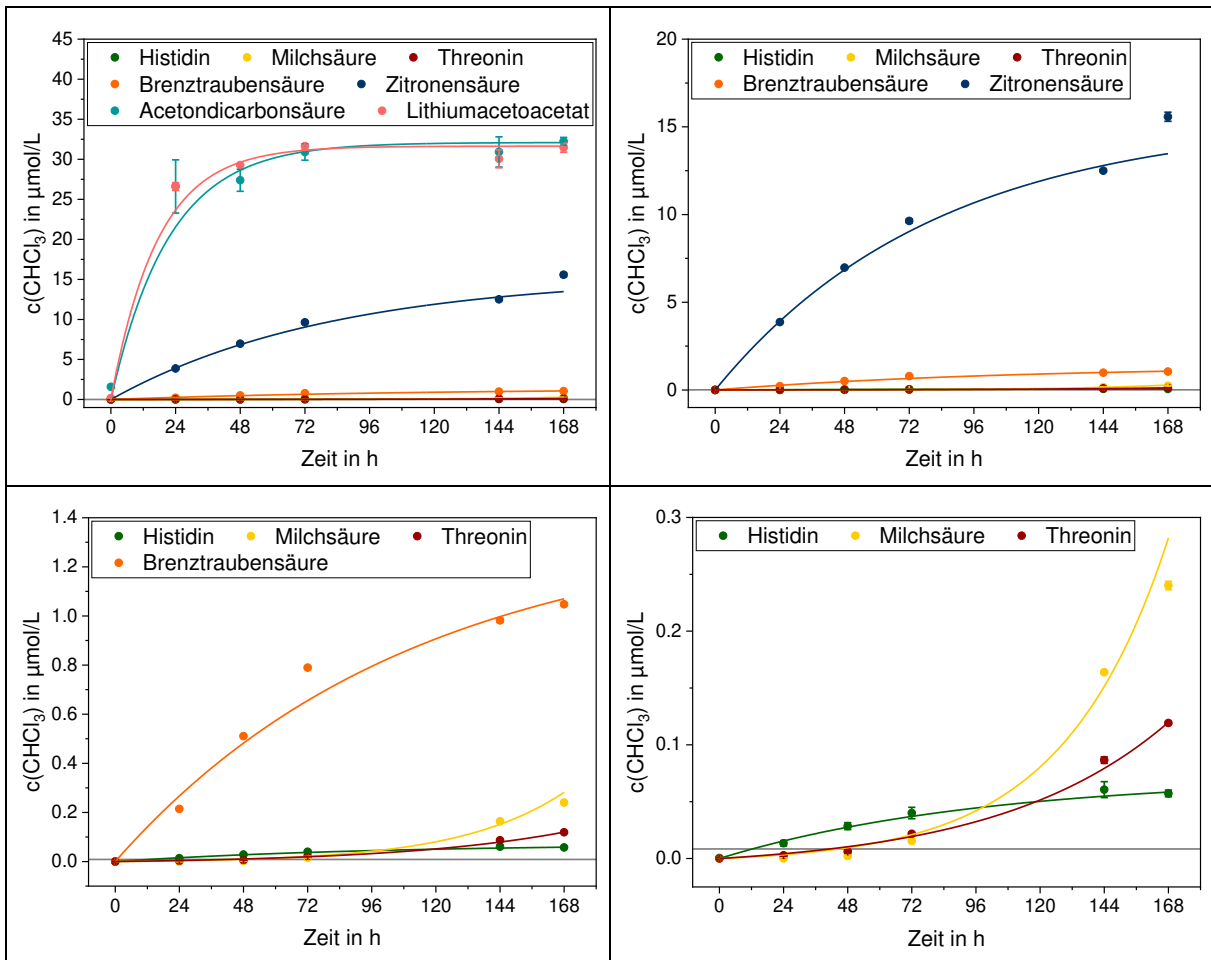 45
40
35
30
25
20
15
10
5
0
Histidin Milchsäure Threonin
Brenztraubensäure Zitronensäure
Acetondicarbonsäure Lithiumacetoacetat
c(CHCl₃) in µmol/L
0 24 48 72 96 120 144 168
Zeit in h
20
15
10
5
0
Histidin Milchsäure Threonin
Brenztraubensäure Zitronensäure
c(CHCl₃) in µmol/L
0 24 48 72 96 120 144 168
Zeit in h
1.4
1.2
1.0
0.8
0.6
0.4
0.2
0.0
Histidin Milchsäure Threonin
Brenztraubensäure
c(CHCl₃) in µmol/L
0 24 48 72 96 120 144 168
Zeit in h
0.3
0.2
0.1
0.0
Histidin Milchsäure Threonin
c(CHCl₃) in µmol/L
0 24 48 72 96 120 144 168
Zeit in h